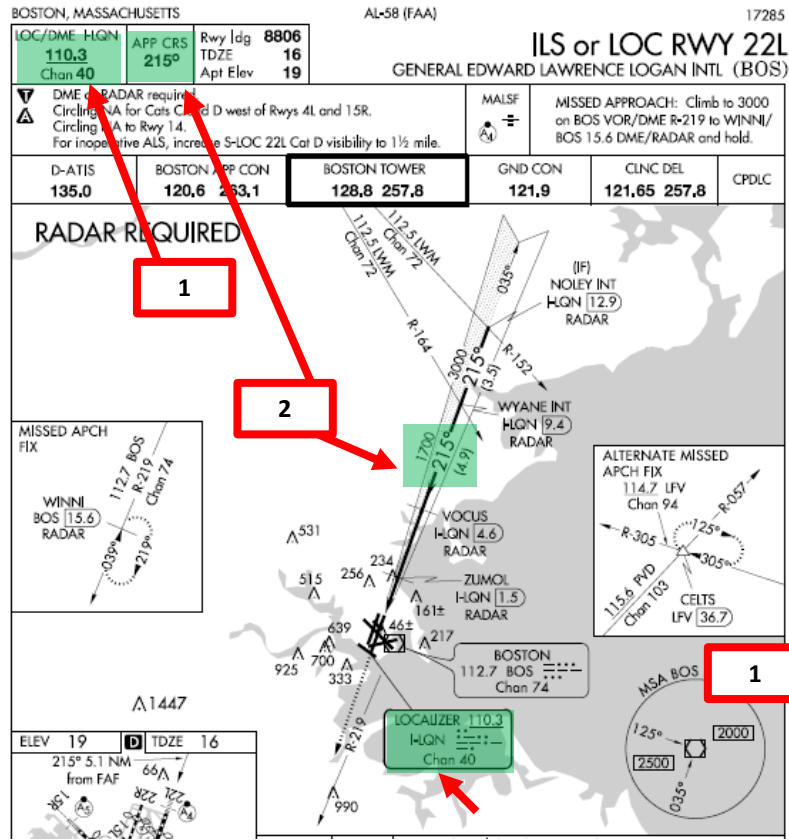 BOSTON, MASSACHUSETTS
AL-58 (FAA)
17285
LOC/DME I-LQN
110.3
Chan 40
APP CRS
215°
Rwy ldg 8806
TDZE 16
Apt Elev 19
ILS or LOC RWY 22L
GENERAL EDWARD LAWRENCE LOGAN INTL (BOS)
T
A
DME or RADAR required.
Circling NA for Cats C and D west of Rwys 4L and 15R.
Circling NA to Rwy 14.
For inoperative ALS, increase S-LOC 22L Cat D visibility to 1½ mile.
MALSF
A4
MISSED APPROACH: Climb to 3000
on BOS VOR/DME R-219 to WINNI/
BOS 15.6 DME/RADAR and hold.
D-ATIS
135.0
BOSTON APP CON
120.6 263.1
BOSTON TOWER
128.8 257.8
GND CON
121.9
CLNC DEL
121.65 257.8
CPDLC
RADAR REQUIRED
1
112.5 LWM
Chan 72
112.5 LWM
Chan 72
035°
(IF)
NOLEY INT
I-LQN 12.9
RADAR
R-164
R-152
3000
215°
(3.5)
2
WYANE INT
I-LQN 9.4
RADAR
1700
215°
(4.9)
MISSED APCH
FIX
112.7 BOS
R-219
Chan 74
WINNI
BOS 15.6
RADAR
039°
219°
ALTERNATE MISSED
APCH FIX
114.7 LFV
Chan 94
R-057
R-305
125°
305°
115.6 PVD
Chan 103
CELTS
LFV 36.7
VOCUS
I-LQN 4.6
RADAR
531
234
256
515
ZUMOL
I-LQN 1.5
RADAR
161±
46±
217
639
700
925
333
BOSTON
112.7 BOS
Chan 74
1
MSA BOS
125°
2000
2500
035°
1447
R-219
LOCALIZER 110.3
I-LQN
Chan 40
990
ELEV 19
D
TDZE 16
215° 5.1 NM
from FAF
69
22R
22L
A5
A4